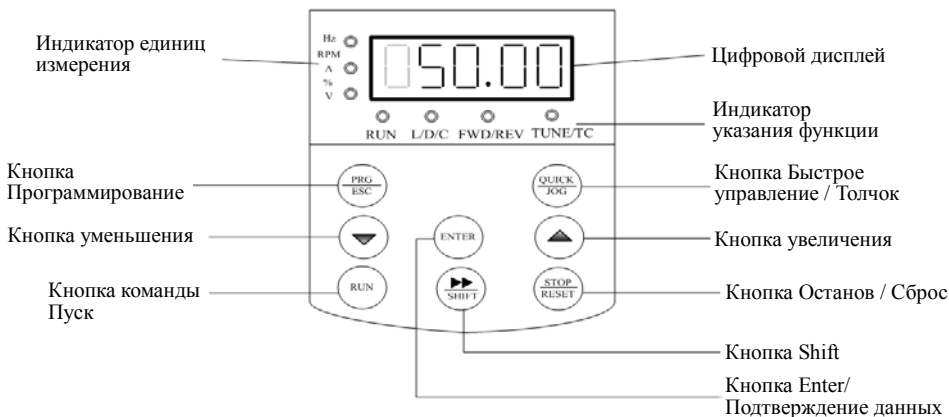 Индикатор единиц
измерения
Hz
RPM
A
%
V
50.00
Цифровой дисплей
RUN L/D/C FWD/REV TUNE/TC
Индикатор
указания функции
Кнопка
Программирование
PRG
ESC
QUICK
JOG
Кнопка Быстрое
управление / Толчок
Кнопка уменьшения
ENTER
Кнопка увеличения
Кнопка команды
Пуск
RUN
SHIFT
STOP
RESET
Кнопка Останов / Сброс
Кнопка Shift
Кнопка Enter/
Подтверждение данных